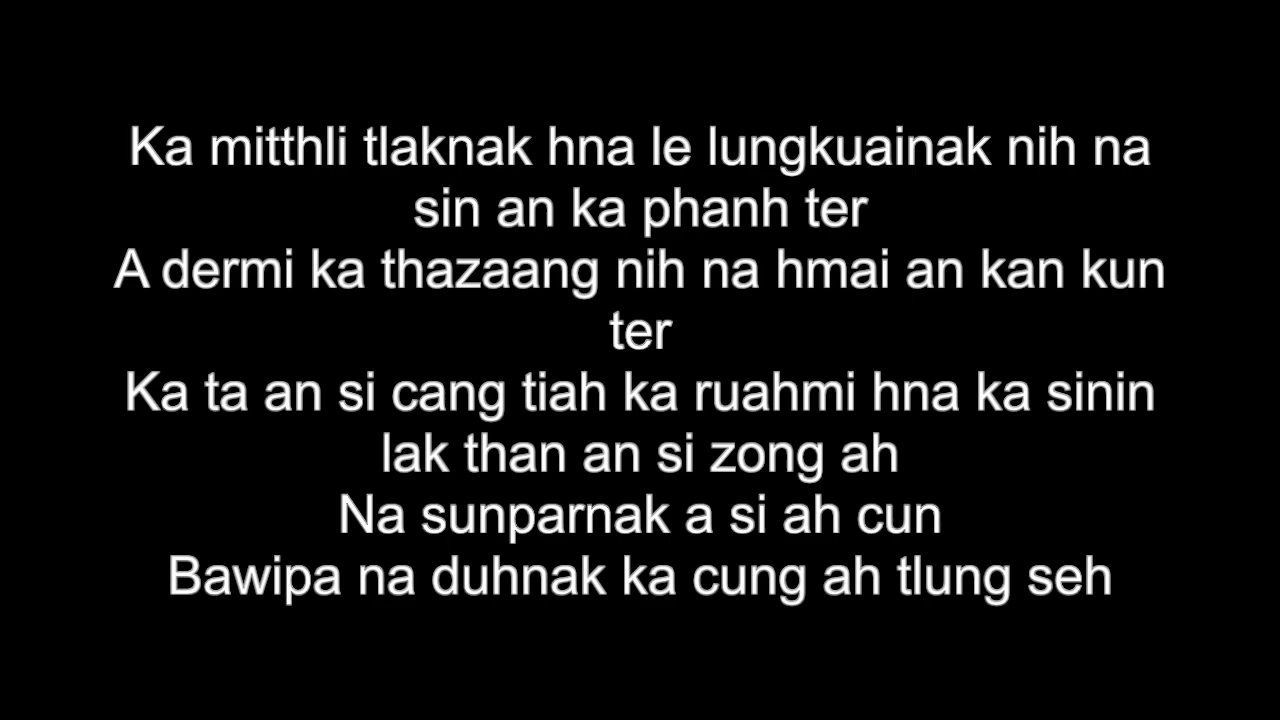 Ka mitthli tlaknak hna le lungkuainak nih na
sin an ka phanh ter
A dermi ka thazaang nih na hmai an kan kun
ter
Ka ta an si cang tiah ka ruahmi hna ka sinin
lak than an si zong ah
Na sunparnak a si ah cun
Bawipa na duhnak ka cung ah tlung seh